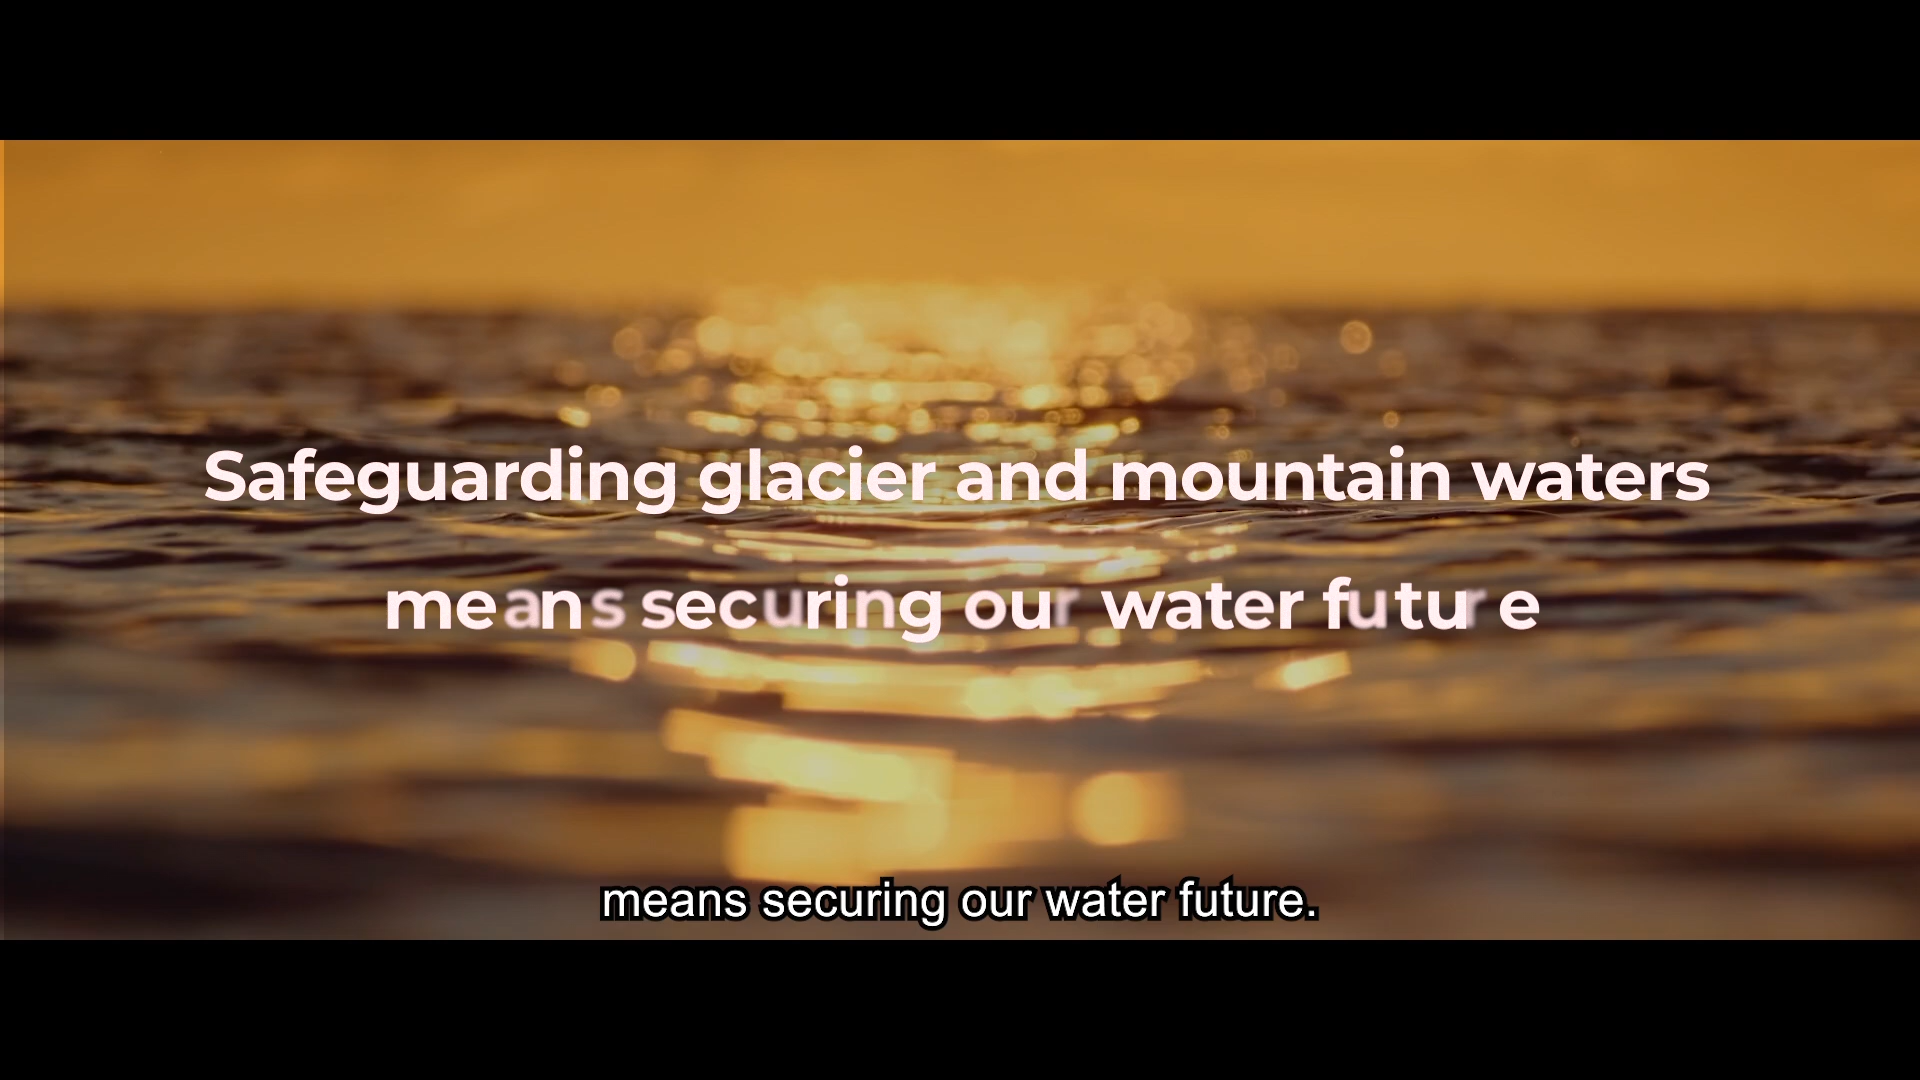 Safeguarding glacier and mountain waters
means securing our water future
means securing our water future.